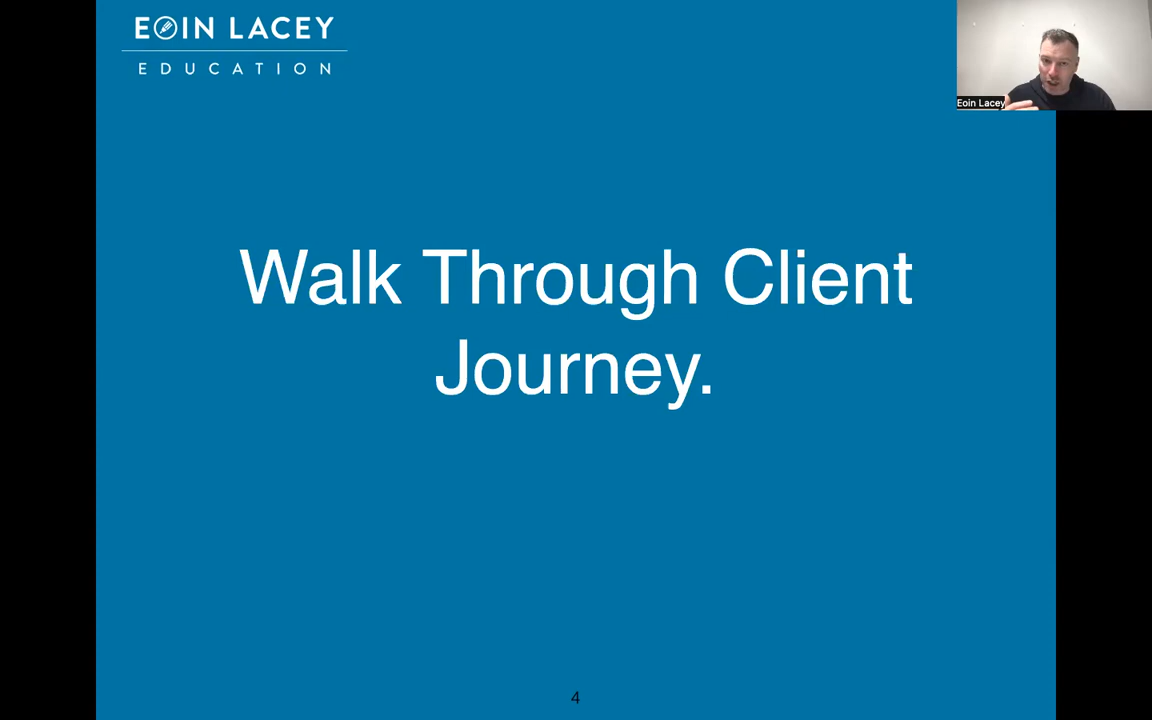 EOIN LACEY
EDUCATION
Eoin Lacey
Walk Through Client
Journey.
4